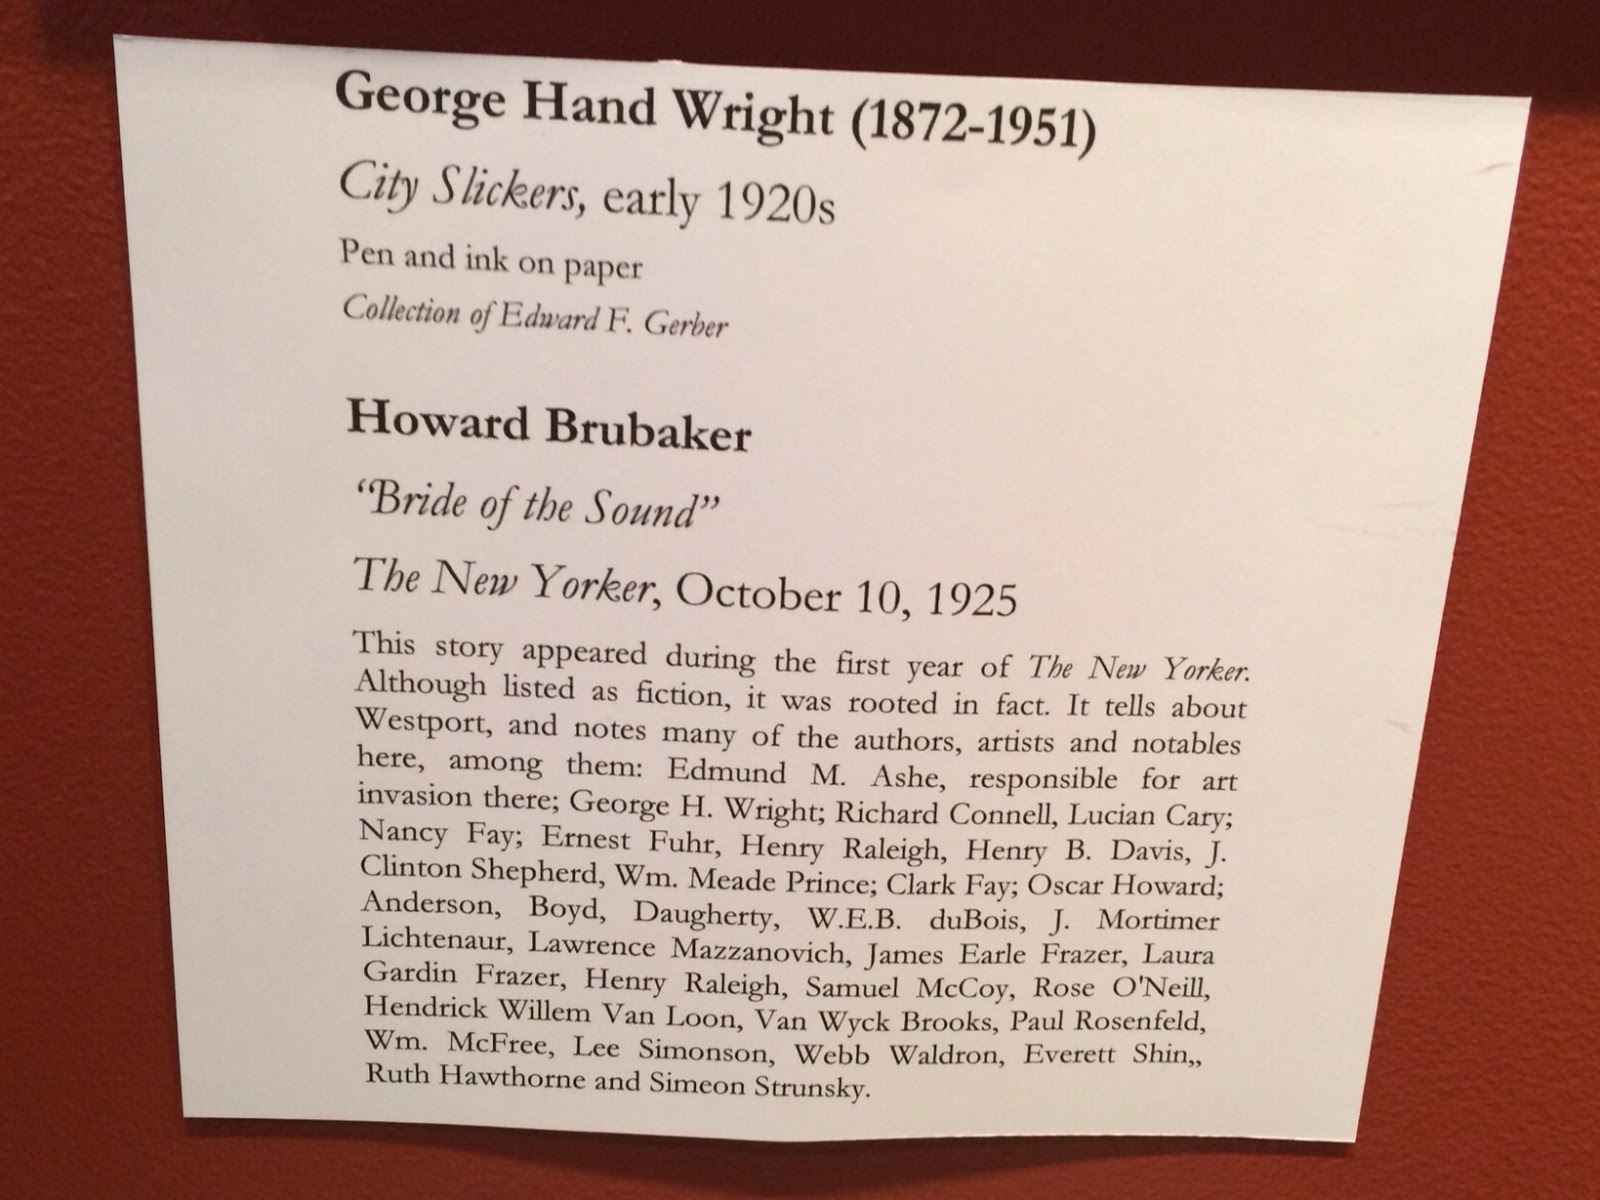 George Hand Wright (1872-1951)
City Slickers, early 1920s
Pen and ink on paper
Collection of Edward F. Gerber
Howard Brubaker
“Bride of the Sound”
The New Yorker, October 10, 1925
This story appeared during the first year of The New Yorker.
Although listed as fiction, it was rooted in fact. It tells about
Westport, and notes many of the authors, artists and notables
here, among them: Edmund M. Ashe, responsible for art
invasion there; George H. Wright; Richard Connell, Lucian Cary;
Nancy Fay; Ernest Fuhr, Henry Raleigh, Henry B. Davis, J.
Clinton Shepherd, Wm. Meade Prince; Clark Fay; Oscar Howard;
Anderson, Boyd, Daugherty, W.E.B. duBois, J. Mortimer
Lichtenaur, Lawrence Mazzanovich, James Earle Frazer, Laura
Gardin Frazer, Henry Raleigh, Samuel McCoy, Rose O'Neill,
Hendrick Willem Van Loon, Van Wyck Brooks, Paul Rosenfeld,
Wm. McFree, Lee Simonson, Webb Waldron, Everett Shin,,
Ruth Hawthorne and Simeon Strunsky.